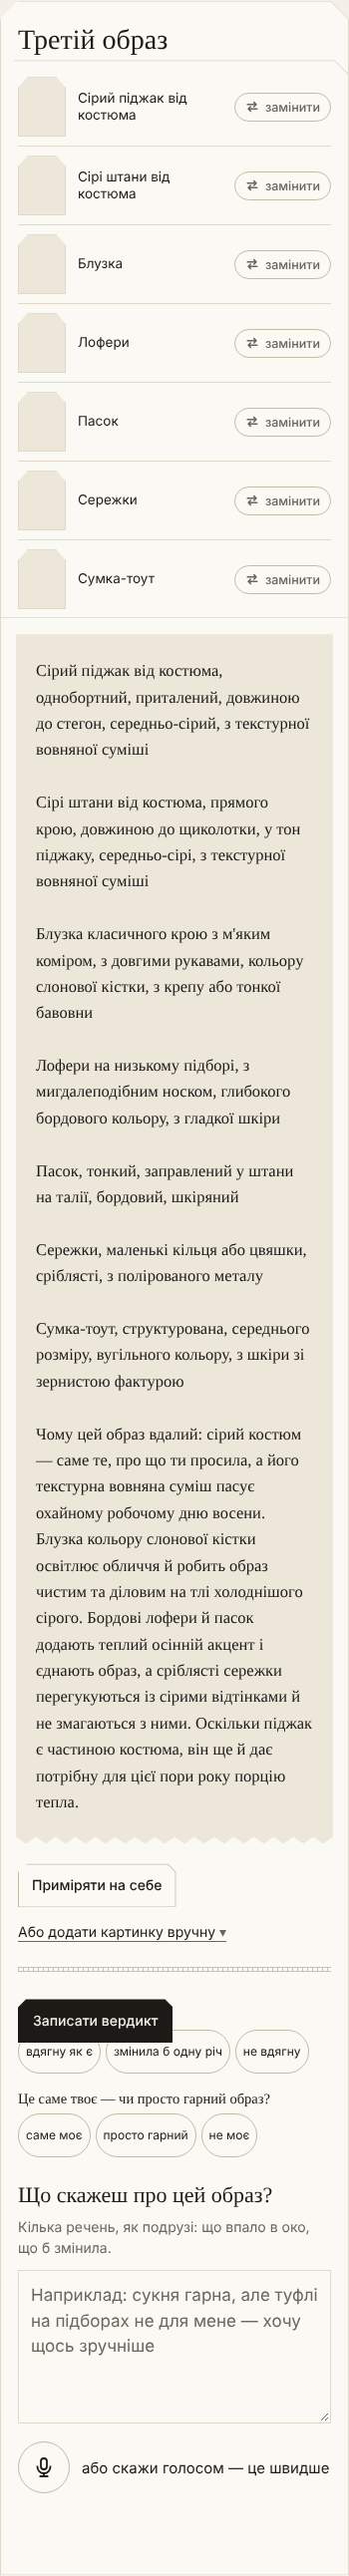 Третій образ
Сірий піджак від
костюма
⇄ замінити
Сірі штани від
костюма
⇄ замінити
Блузка
⇄ замінити
Лофери
⇄ замінити
Пасок
⇄ замінити
Сережки
⇄ замінити
Сумка-тоут
⇄ замінити
Сірий піджак від костюма,
однобортний, приталений, довжиною
до стегон, середньо-сірий, з текстурної
вовняної суміші
Сірі штани від костюма, прямого
крою, довжиною до щиколотки, у тон
піджаку, середньо-сірі, з текстурної
вовняної суміші
Блузка класичного крою з м'яким
коміром, з довгими рукавами, кольору
слонової кістки, з крепу або тонкої
бавовни
Лофери на низькому підборі, з
мигдалеподібним носком, глибокого
бордового кольору, з гладкої шкіри
Пасок, тонкий, заправлений у штани
на талії, бордовий, шкіряний
Сережки, маленькі кільця або цвяшки,
сріблясті, з полірованого металу
Сумка-тоут, структурована, середнього
розміру, вугільного кольору, з шкіри зі
зернистою фактурою
Чому цей образ вдалий: сірий костюм
— саме те, про що ти просила, а його
текстурна вовняна суміш пасує
охайному робочому дню восени.
Блузка кольору слонової кістки
освітлює обличчя й робить образ
чистим та діловим на тлі холоднішого
сірого. Бордові лофери й пасок
додають теплий осінній акцент і
єднають образ, а сріблясті сережки
перегукуються із сірими відтінками й
не змагаються з ними. Оскільки піджак
є частиною костюма, він ще й дає
потрібну для цієї пори року порцію
тепла.
Приміряти на себе
Або додати картинку вручну ▾
Записати вердикт
вдягну як є
змінила б одну річ
не вдягну
Це саме твоє — чи просто гарний образ?
саме моє
просто гарний
не моє
Що скажеш про цей образ?
Кілька речень, як подрузі: що впало в око,
що б змінила.
Наприклад: сукня гарна, але туфлі
на підборах не для мене — хочу
щось зручніше
або скажи голосом — це швидше